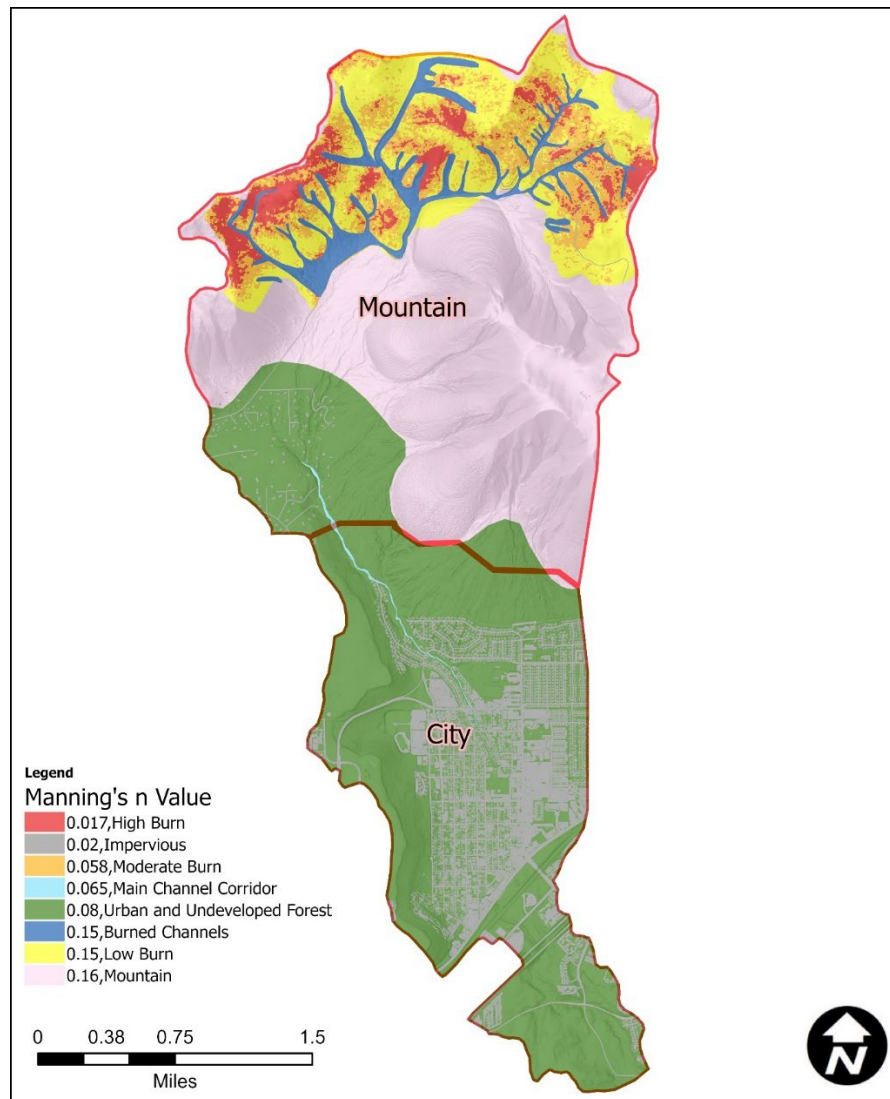 Mountain
City
Legend
Manning's n Value
0.017,High Burn
0.02,Impervious
0.058,Moderate Burn
0.065,Main Channel Corridor
0.08,Urban and Undeveloped Forest
0.15,Burned Channels
0.15,Low Burn
0.16,Mountain
0 0.38 0.75 1.5
Miles
N